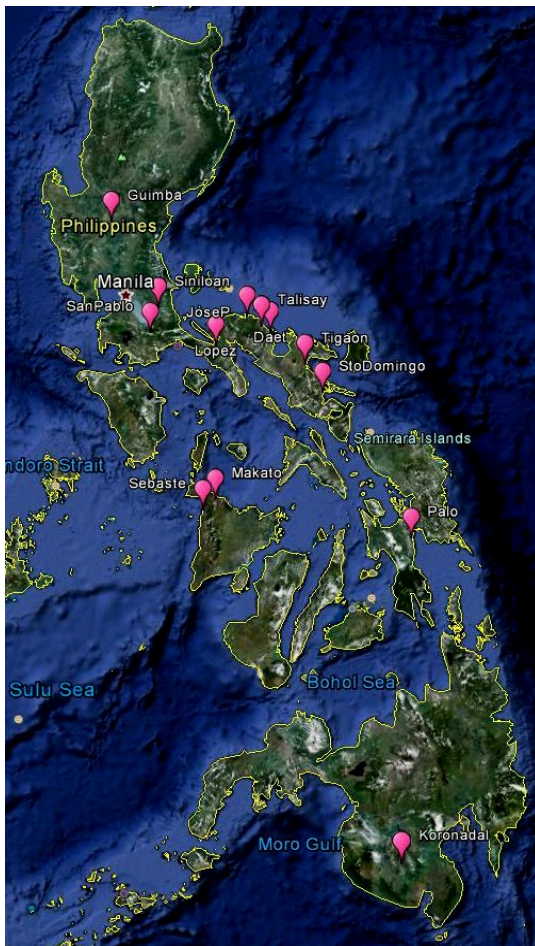 Guimba
Philippines
Manila
Siniloan
SanPablo
JoseP
Talisay
Daet
Tigaon
Lopez
StoDomingo
Semirara Islands
ndoro Strait
Makato
Sebaste
Palo
Sulu Sea
Bohol Sea
Koronadal
Moro Gulf